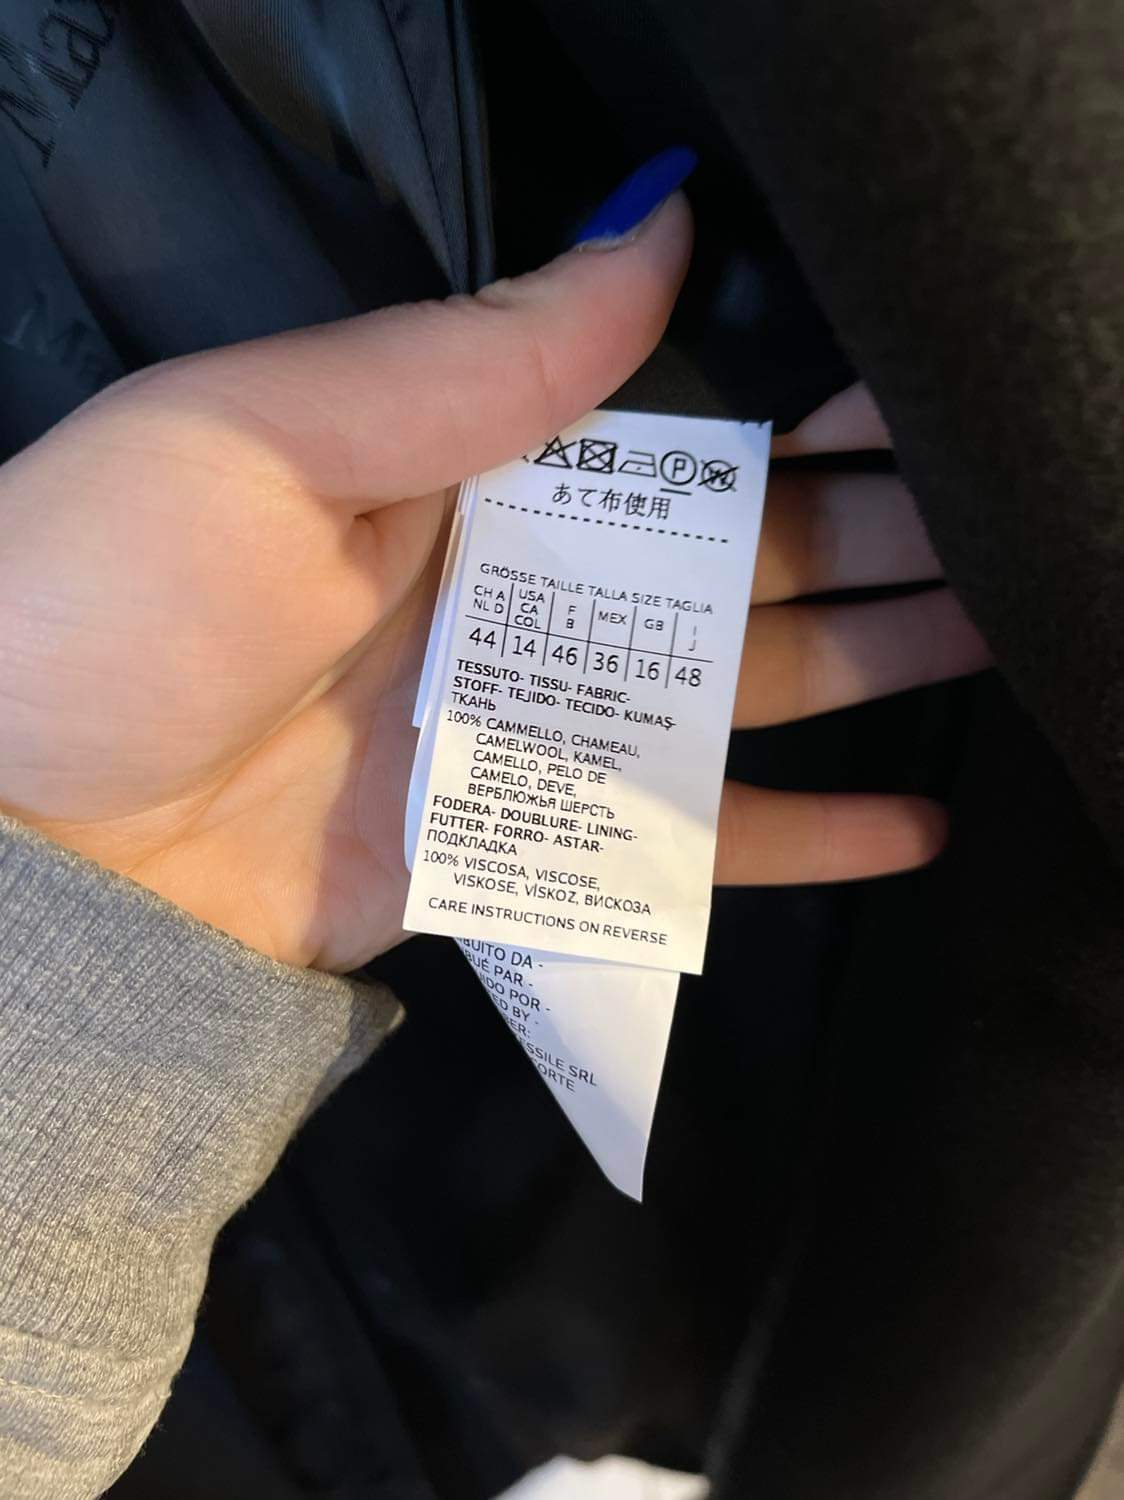 Max
P
W
あて布使用
GRÖSSE TAILLE TALLA SIZE TAGLIA
CH A NL D | USA CA COL | F B | MEX | GB | I J
44 | 14 | 46 | 36 | 16 | 48
TESSUTO- TISSU- FABRIC-
STOFF- TEJIDO- TECIDO- KUMAŞ-
ТКАНЬ
100% CAMMELLO, CHAMEAU,
CAMELWOOL, KAMEL,
CAMELLO, PELO DE
CAMELO, DEVE,
ВЕРБЛЮЖЬЯ ШЕРСТЬ
FODERA- DOUBLURE- LINING-
FUTTER- FORRO- ASTAR-
ПОДКЛАДКА
100% VISCOSA, VISCOSE,
VISKOSE, VİSKOZ, ВИСКОЗА
CARE INSTRUCTIONS ON REVERSE
BUITO DA -
BUÉ PAR -
IDO POR -
ED BY -
BER:
ESSILE SRL
ORTE